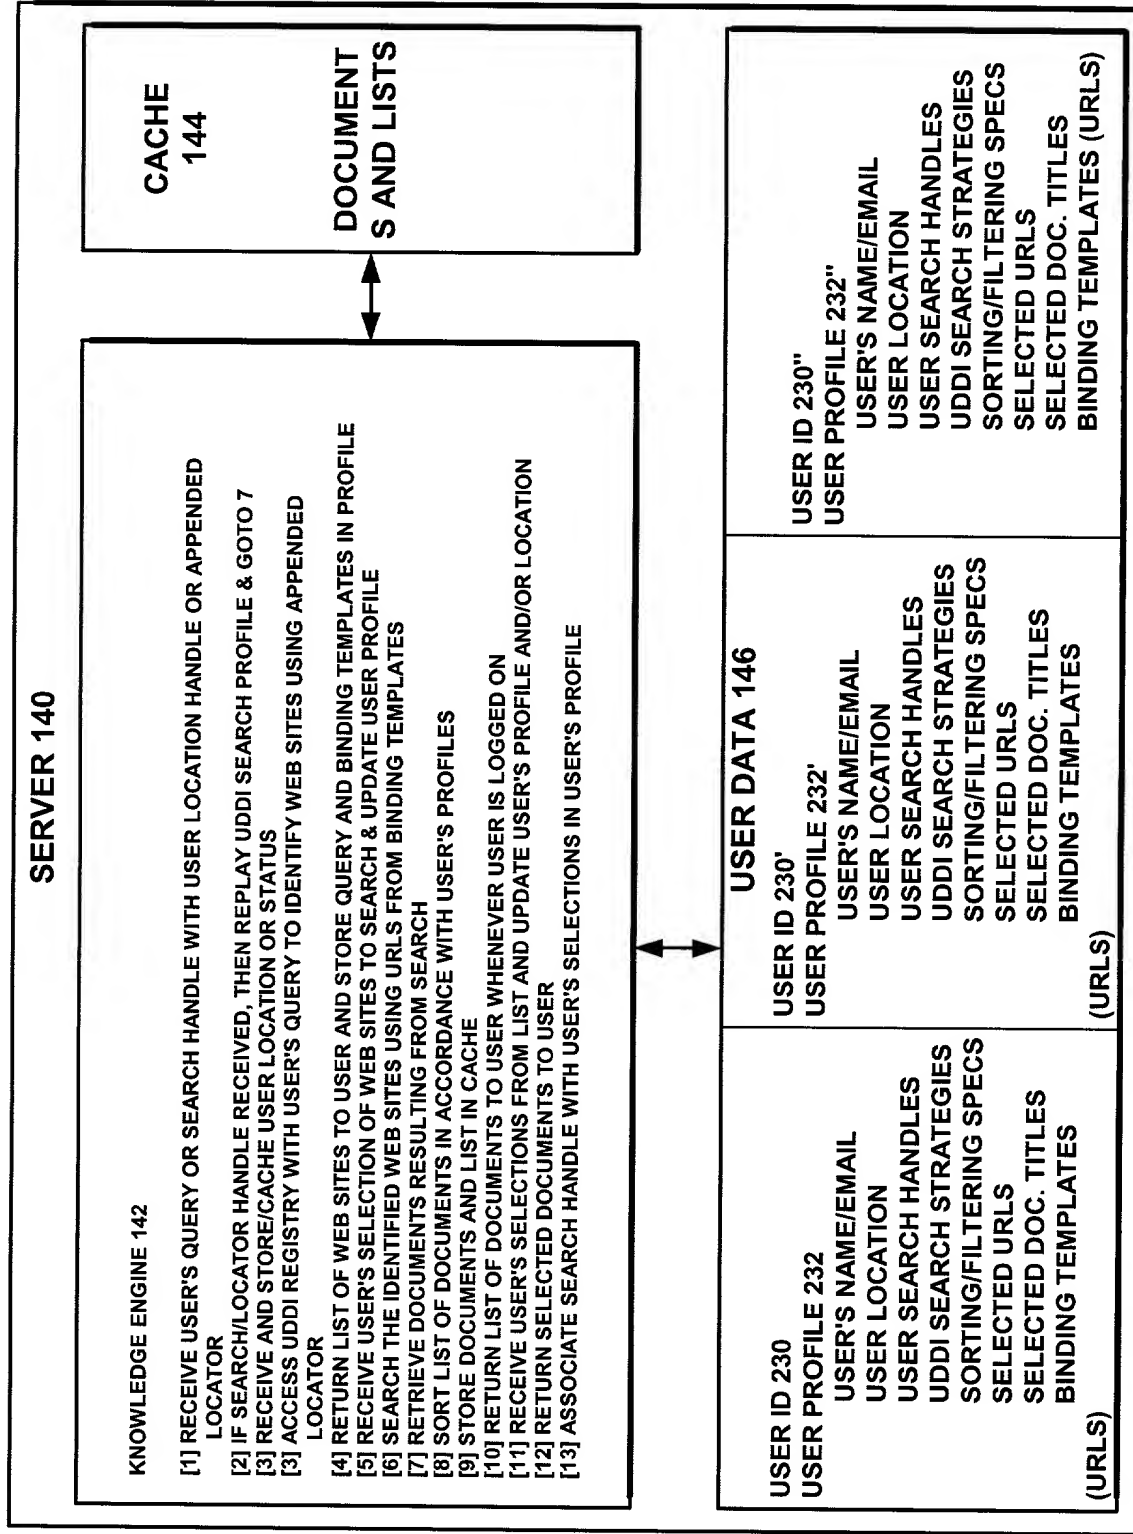 SERVER 140
KNOWLEDGE ENGINE 142
[1] RECEIVE USER'S QUERY OR SEARCH HANDLE WITH USER LOCATION HANDLE OR APPENDED
LOCATOR
[2] IF SEARCH/LOCATOR HANDLE RECEIVED, THEN REPLAY UDDI SEARCH PROFILE & GOTO 7
[3] RECEIVE AND STORE/CACHE USER LOCATION OR STATUS
[3] ACCESS UDDI REGISTRY WITH USER'S QUERY TO IDENTIFY WEB SITES USING APPENDED
LOCATOR
[4] RETURN LIST OF WEB SITES TO USER AND STORE QUERY AND BINDING TEMPLATES IN PROFILE
[5] RECEIVE USER'S SELECTION OF WEB SITES TO SEARCH & UPDATE USER PROFILE
[6] SEARCH THE IDENTIFIED WEB SITES USING URLS FROM BINDING TEMPLATES
[7] RETRIEVE DOCUMENTS RESULTING FROM SEARCH
[8] SORT LIST OF DOCUMENTS IN ACCORDANCE WITH USER'S PROFILES
[9] STORE DOCUMENTS AND LIST IN CACHE
[10] RETURN LIST OF DOCUMENTS TO USER WHENEVER USER IS LOGGED ON
[11] RECEIVE USER'S SELECTIONS FROM LIST AND UPDATE USER'S PROFILE AND/OR LOCATION
[12] RETURN SELECTED DOCUMENTS TO USER
[13] ASSOCIATE SEARCH HANDLE WITH USER'S SELECTIONS IN USER'S PROFILE
CACHE
144
DOCUMENT
S AND LISTS
USER DATA 146
USER ID 230
USER PROFILE 232
USER'S NAME/EMAIL
USER LOCATION
USER SEARCH HANDLES
UDDI SEARCH STRATEGIES
SORTING/FILTERING SPECS
SELECTED URLS
SELECTED DOC. TITLES
BINDING TEMPLATES
(URLS)
USER ID 230'
USER PROFILE 232'
USER'S NAME/EMAIL
USER LOCATION
USER SEARCH HANDLES
UDDI SEARCH STRATEGIES
SORTING/FILTERING SPECS
SELECTED URLS
SELECTED DOC. TITLES
BINDING TEMPLATES
(URLS)
USER ID 230"
USER PROFILE 232"
USER'S NAME/EMAIL
USER LOCATION
USER SEARCH HANDLES
UDDI SEARCH STRATEGIES
SORTING/FILTERING SPECS
SELECTED URLS
SELECTED DOC. TITLES
BINDING TEMPLATES (URLS)